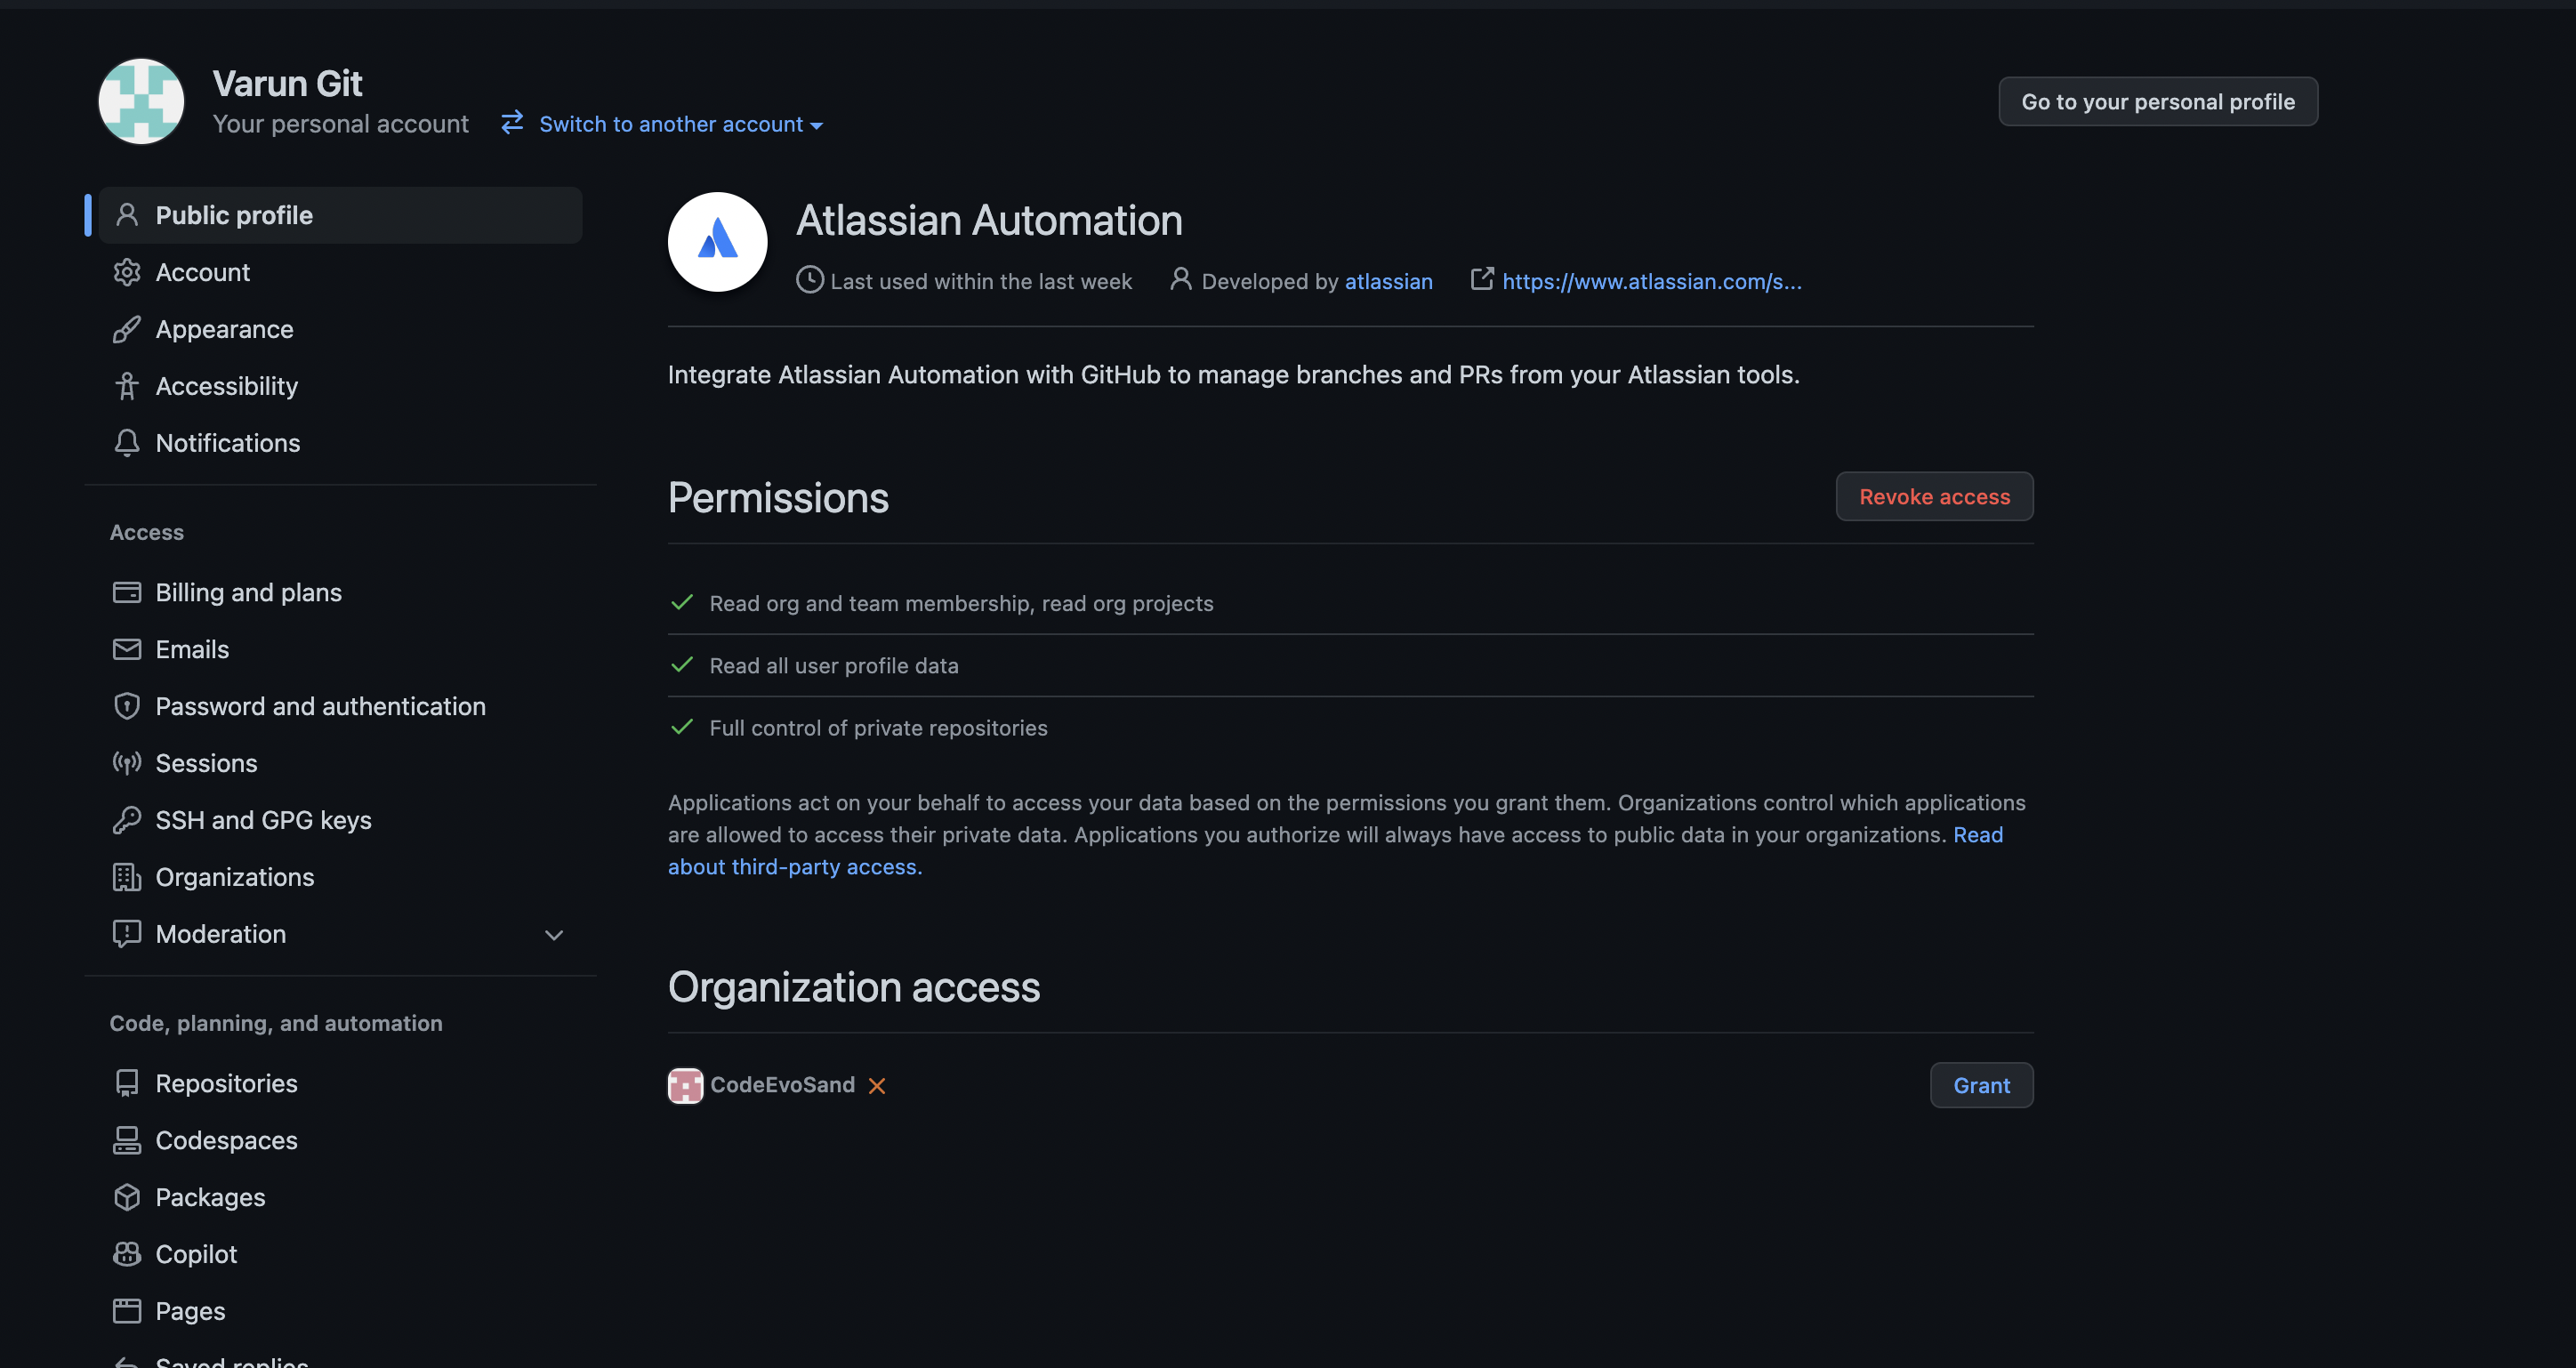 Varun Git
Your personal account
Switch to another account
Go to your personal profile
Public profile
Account
Appearance
Accessibility
Notifications
Access
Billing and plans
Emails
Password and authentication
Sessions
SSH and GPG keys
Organizations
Moderation
Code, planning, and automation
Repositories
Codespaces
Packages
Copilot
Pages
Saved replies
Atlassian Automation
Last used within the last week
Developed by atlassian
https://www.atlassian.com/s...
Integrate Atlassian Automation with GitHub to manage branches and PRs from your Atlassian tools.
Permissions
Revoke access
Read org and team membership, read org projects
Read all user profile data
Full control of private repositories
Applications act on your behalf to access your data based on the permissions you grant them. Organizations control which applications
are allowed to access their private data. Applications you authorize will always have access to public data in your organizations. Read
about third-party access.
Organization access
CodeEvoSand
Grant